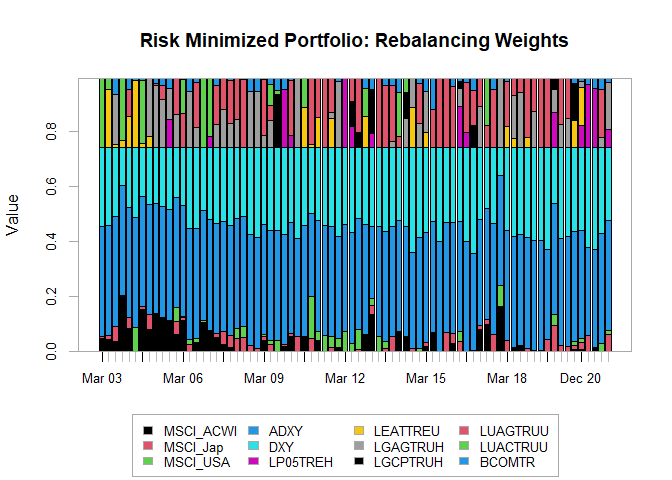 Risk Minimized Portfolio: Rebalancing Weights
Value
0.8
0.6
0.4
0.2
0.0
Mar 03 Mar 06 Mar 09 Mar 12 Mar 15 Mar 18 Dec 20
MSCI_ACWI ADXY LEATTREU LUAGTRUU
MSCI_Jap DXY LGAGTRUH LUACTRUU
MSCI_USA LP05TREH LGCPTRUH BCOMTR